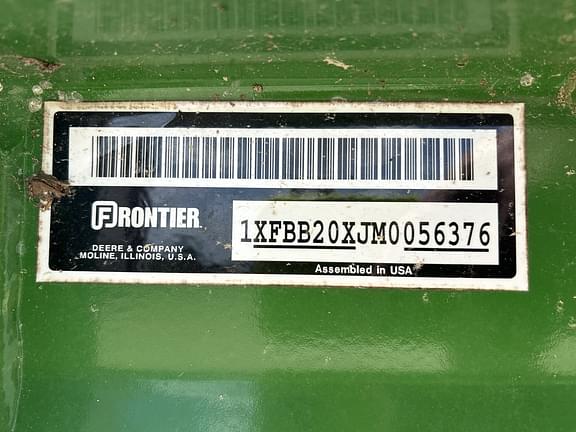 FRONTIER
DEERE & COMPANY
MOLINE, ILLINOIS, U.S.A.
1XFBB20XJM0056376
Assembled in USA